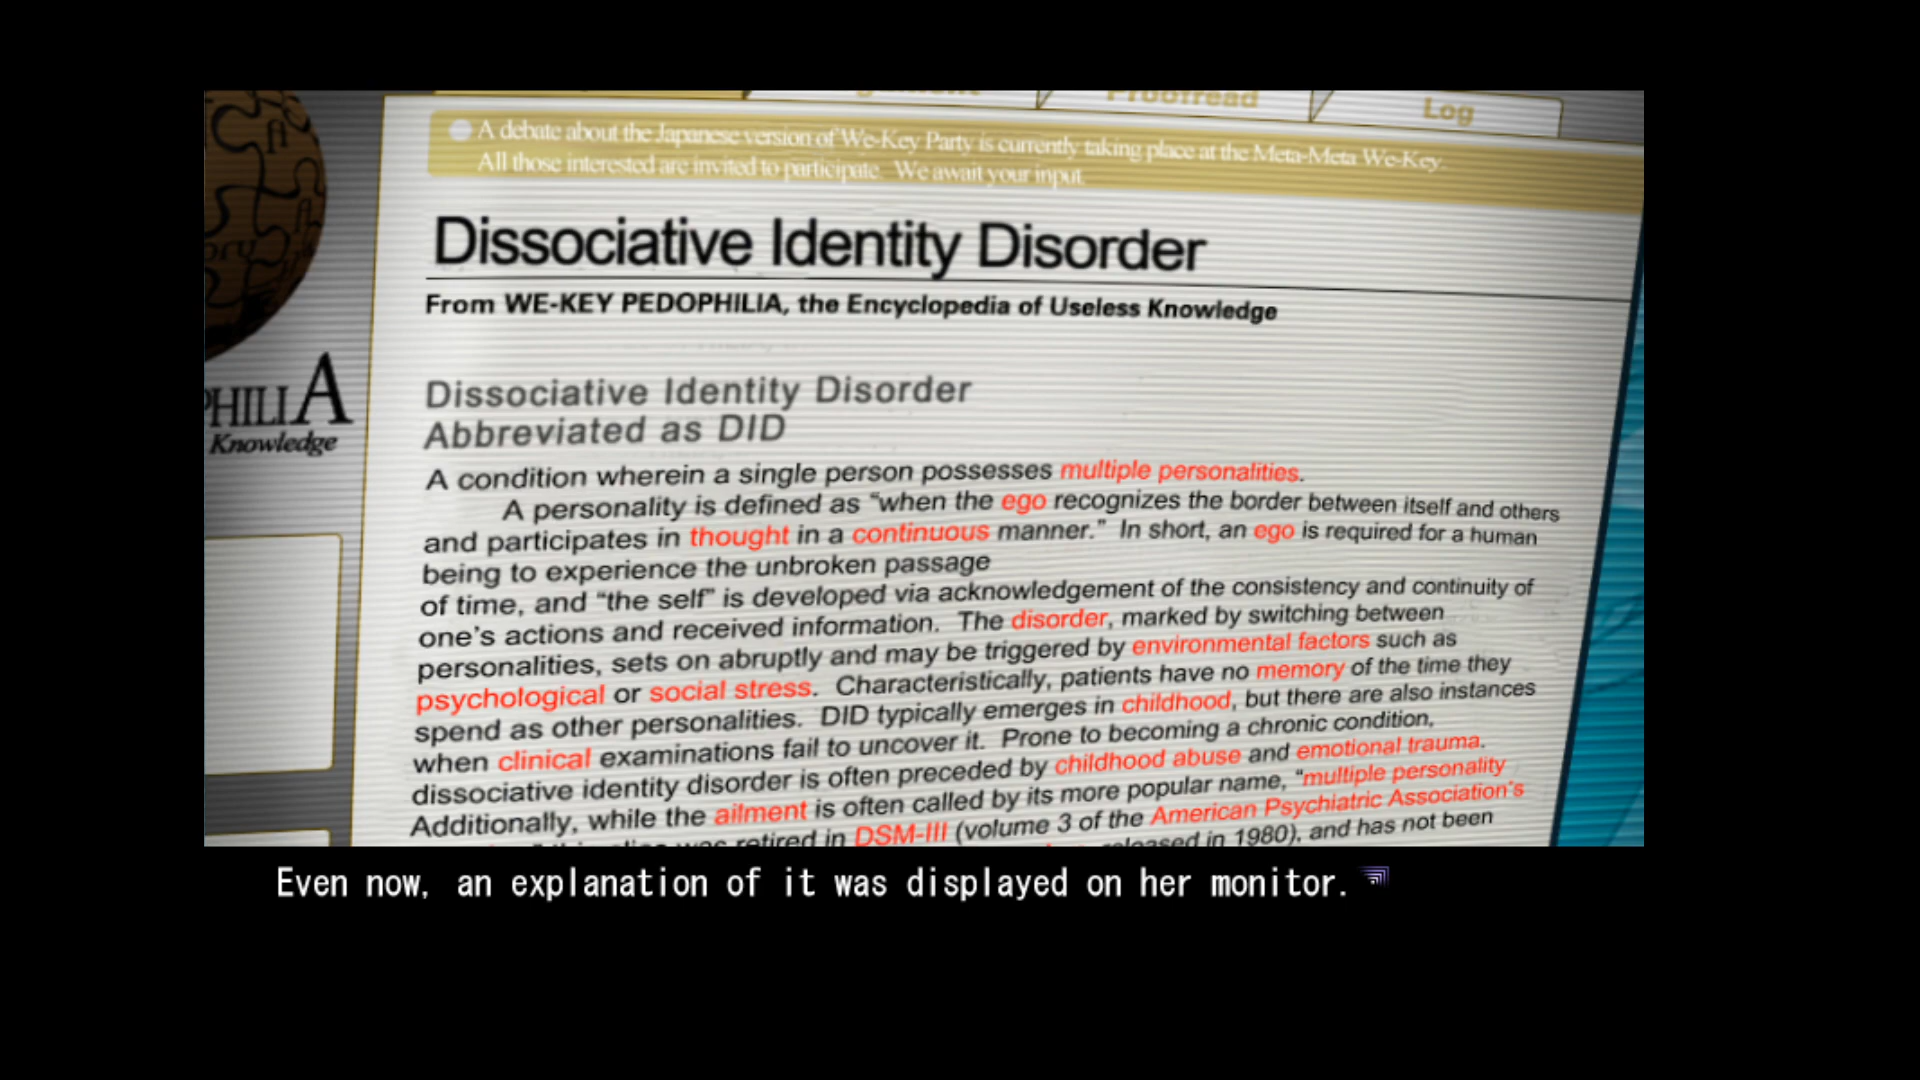 Proofread
Log
A debate about the Japanese version of We-Key Party is currently taking place at the Meta-Meta We-Key.
All those interested are invited to participate. We await your input.
Dissociative Identity Disorder
From WE-KEY PEDOPHILIA, the Encyclopedia of Useless Knowledge
PHILIA
Knowledge
Dissociative Identity Disorder
Abbreviated as DID
A condition wherein a single person possesses multiple personalities.
A personality is defined as “when the ego recognizes the border between itself and others
and participates in thought in a continuous manner.” In short, an ego is required for a human
being to experience the unbroken passage
of time, and “the self” is developed via acknowledgement of the consistency and continuity of
one's actions and received information. The disorder, marked by switching between
personalities, sets on abruptly and may be triggered by environmental factors such as
psychological or social stress. Characteristically, patients have no memory of the time they
spend as other personalities. DID typically emerges in childhood, but there are also instances
when clinical examinations fail to uncover it. Prone to becoming a chronic condition,
dissociative identity disorder is often preceded by childhood abuse and emotional trauma.
Additionally, while the ailment is often called by its more popular name, “multiple personality
retired in DSM-III (volume 3 of the American Psychiatric Association's
released in 1980), and has not been
Even now, an explanation of it was displayed on her monitor.